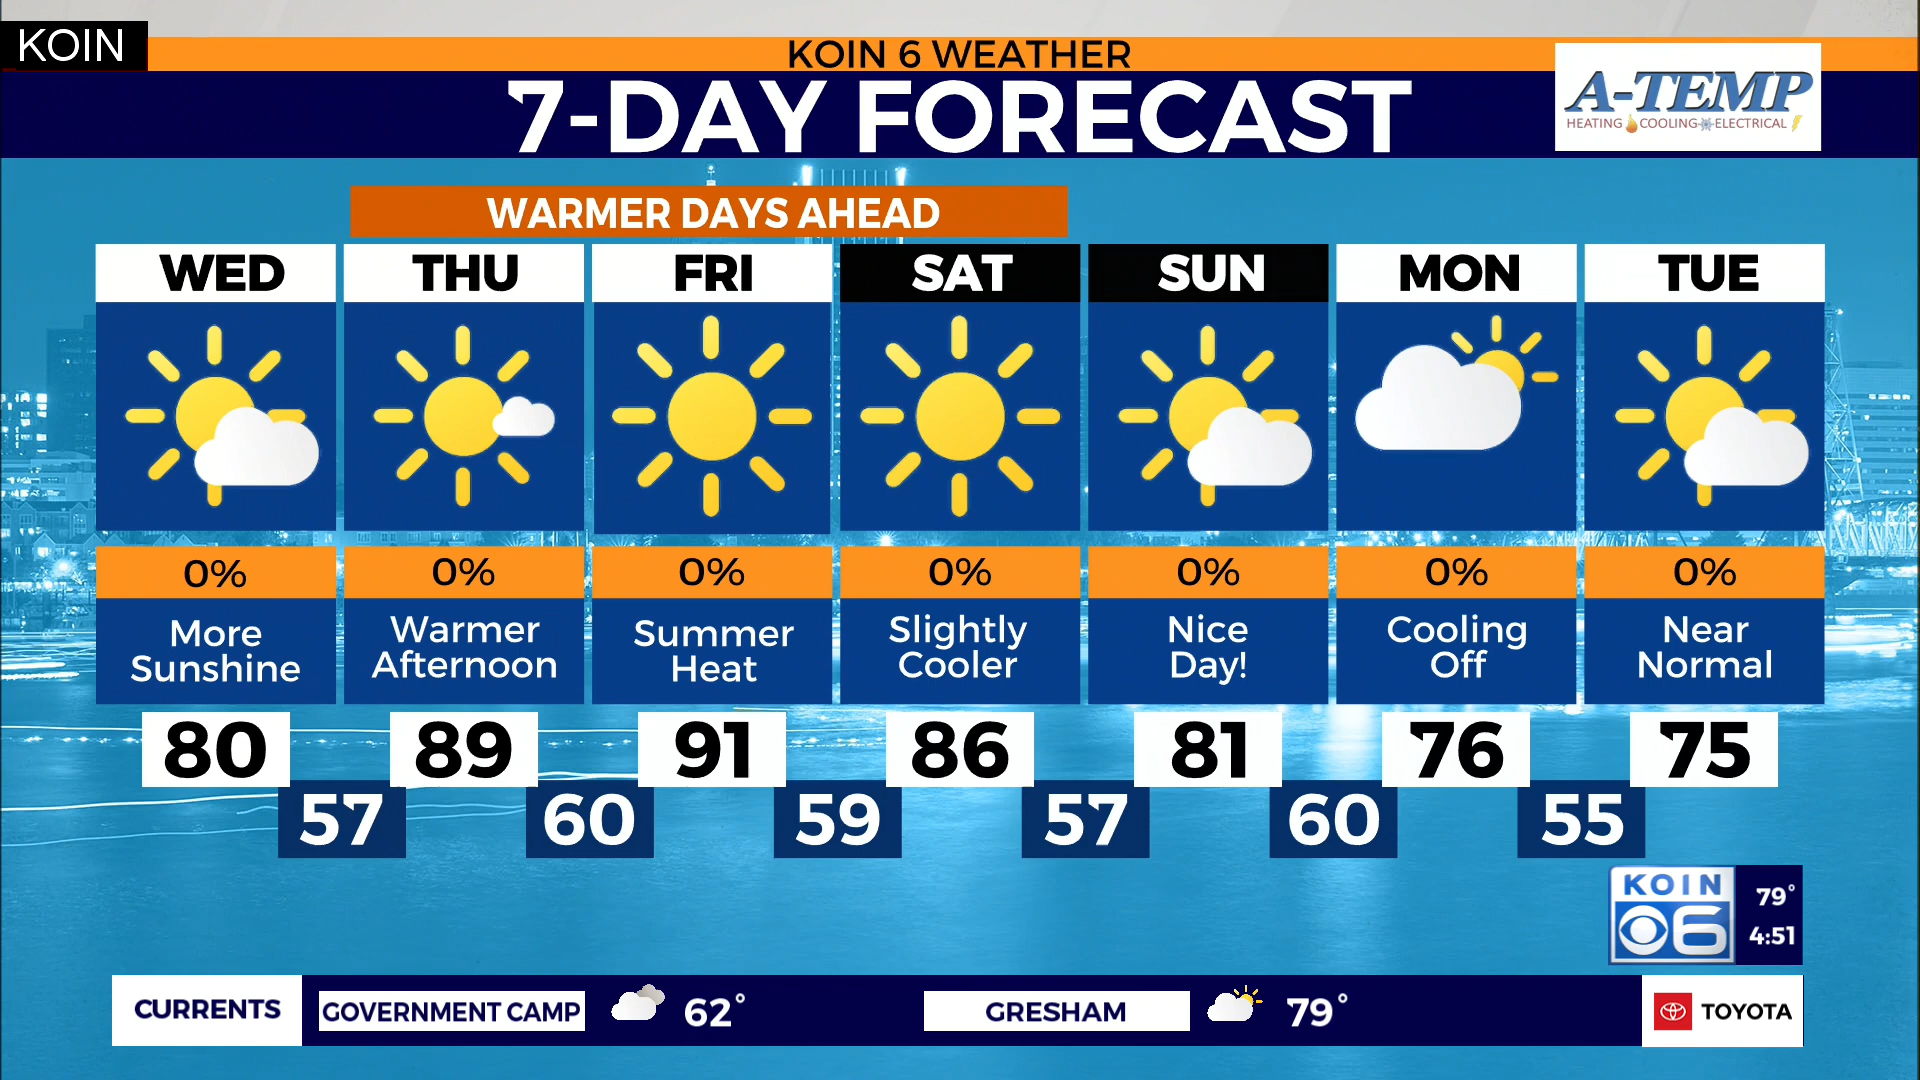 KOIN
KOIN 6 WEATHER
7-DAY FORECAST
A-TEMP
HEATING COOLING ELECTRICAL
WARMER DAYS AHEAD
WED THU FRI SAT SUN MON TUE
0% 0% 0% 0% 0% 0% 0%
More Sunshine
Warmer Afternoon
Summer Heat
Slightly Cooler
Nice Day!
Cooling Off
Near Normal
80 89 91 86 81 76 75
57 60 59 57 60 55
KOIN 6
79°
4:51
CURRENTS GOVERNMENT CAMP 62° GRESHAM 79° TOYOTA